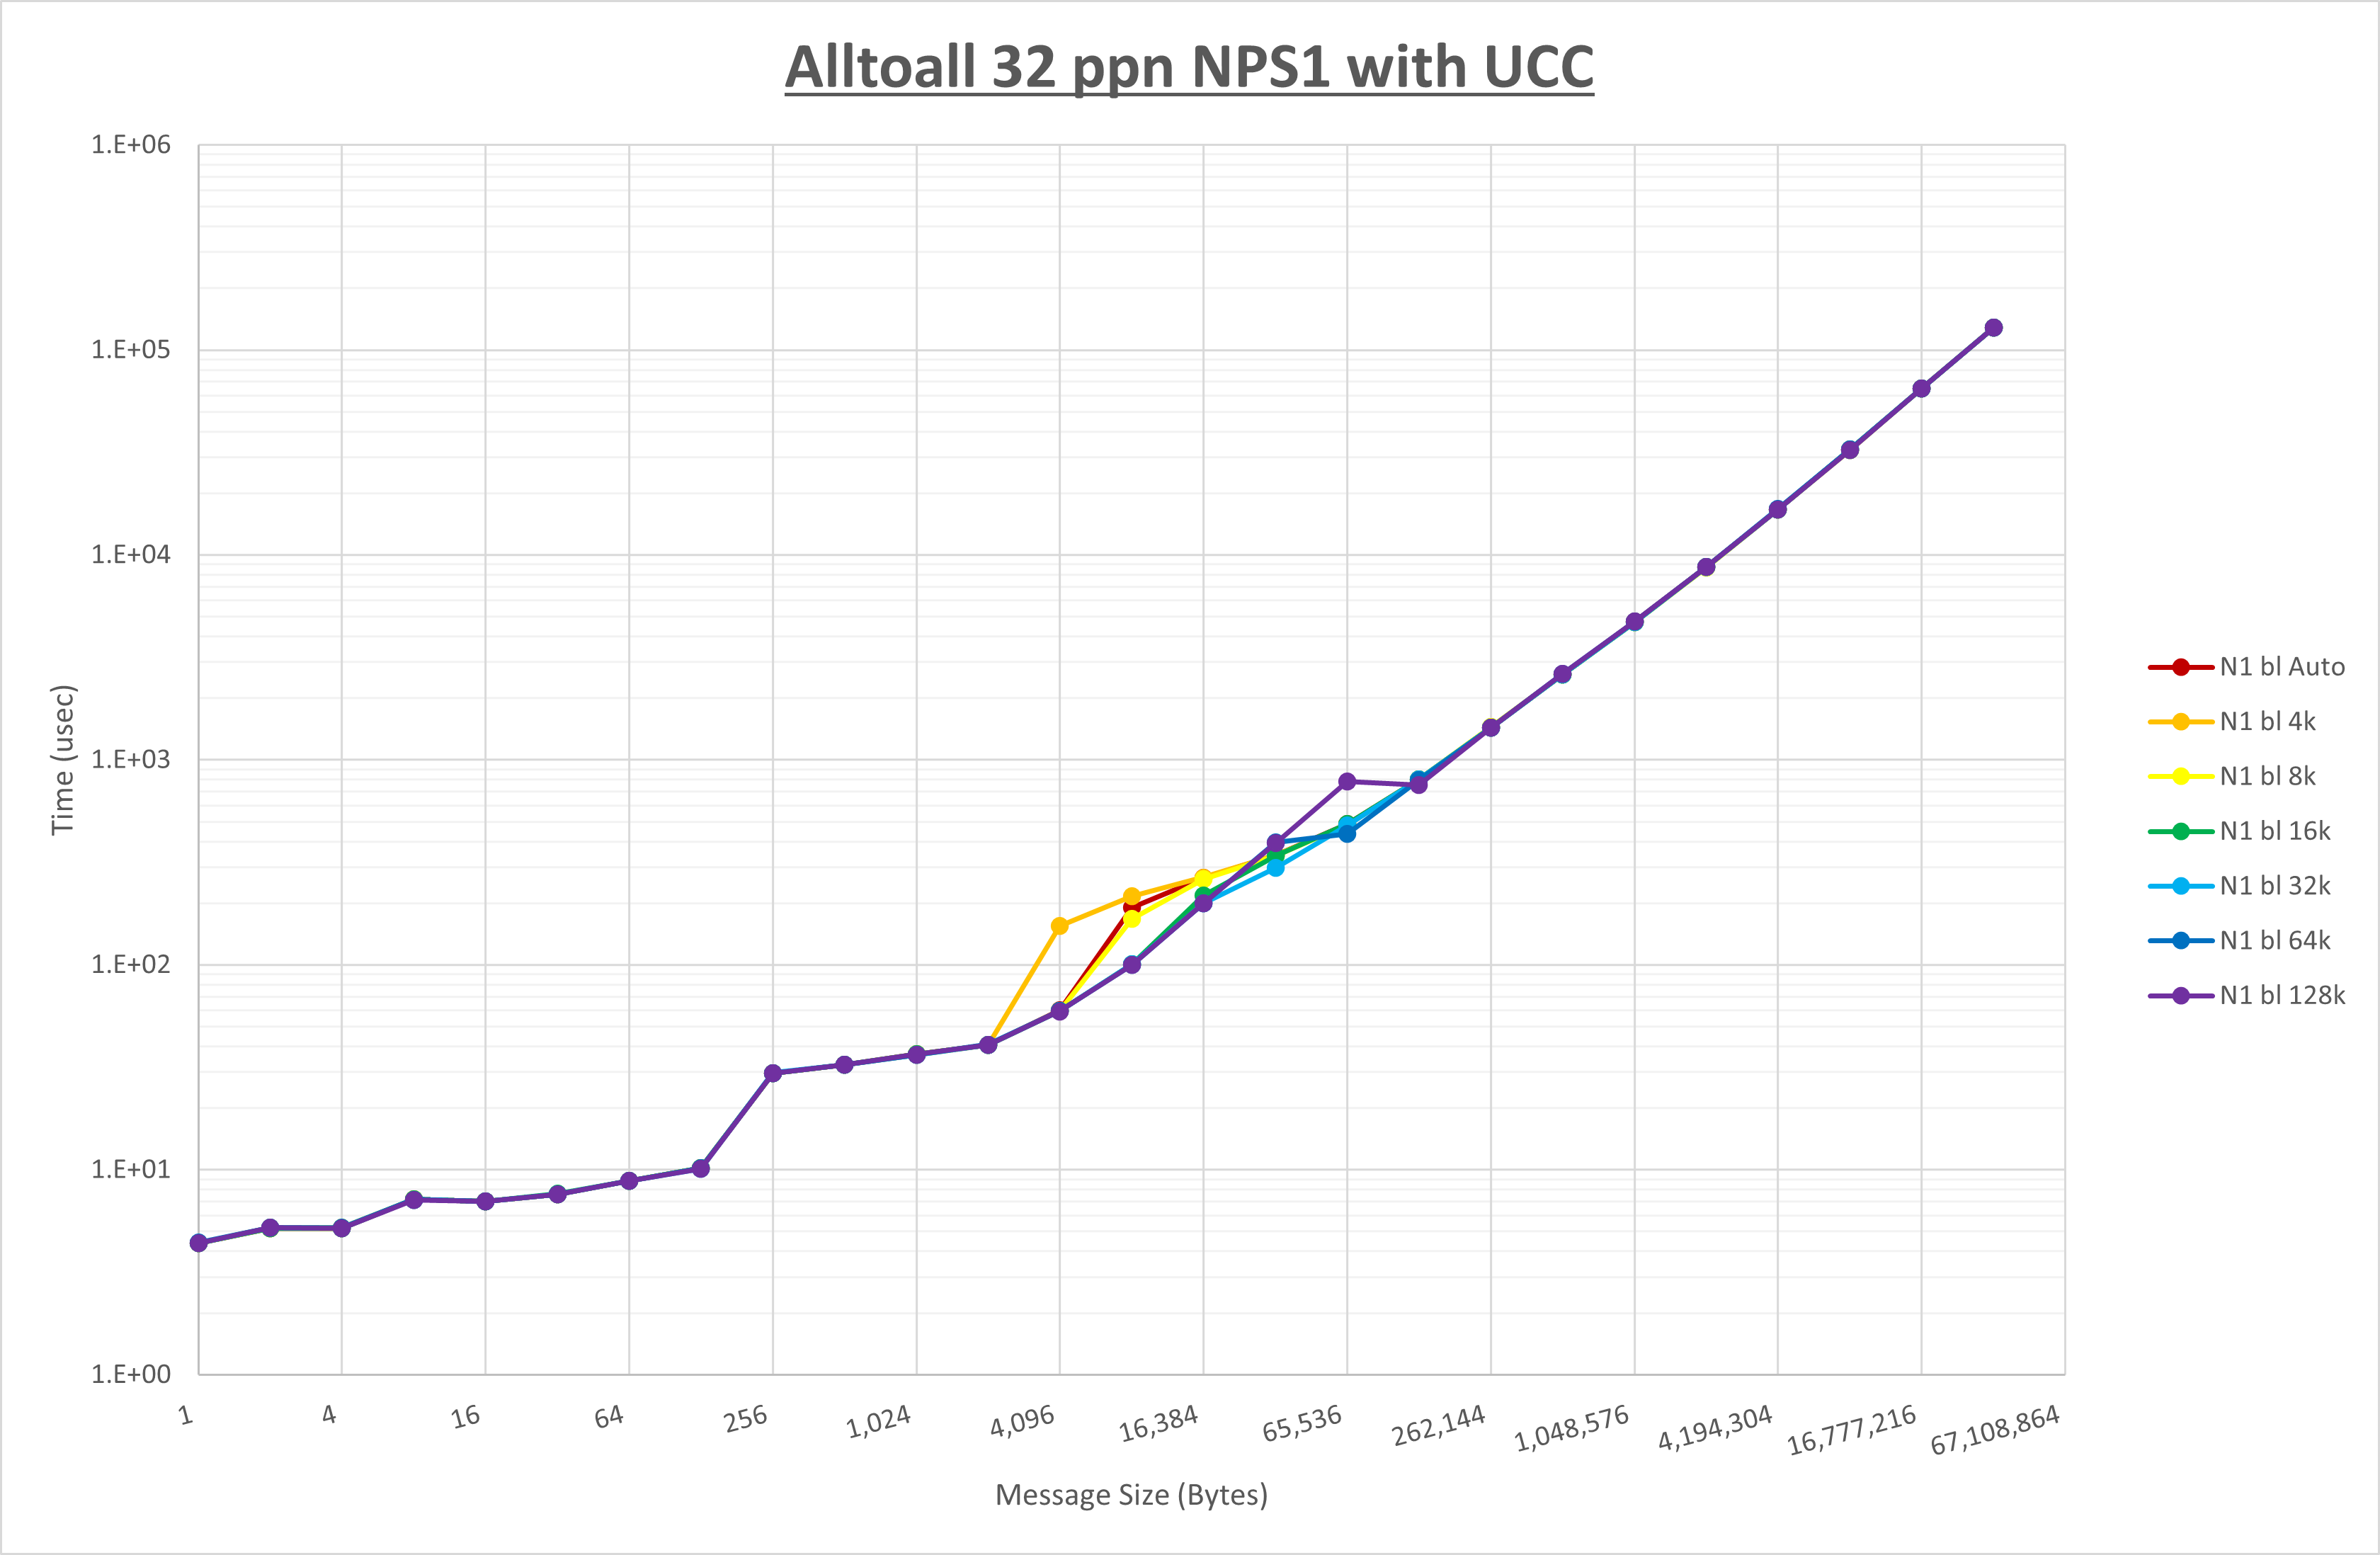 Alltoall 32 ppn NPS1 with UCC
1.E+06
1.E+05
1.E+04
1.E+03
1.E+02
1.E+01
1.E+00
Time (usec)
1
4
16
64
256
1,024
4,096
16,384
65,536
262,144
1,048,576
4,194,304
16,777,216
67,108,864
Message Size (Bytes)
N1 bl Auto
N1 bl 4k
N1 bl 8k
N1 bl 16k
N1 bl 32k
N1 bl 64k
N1 bl 128k